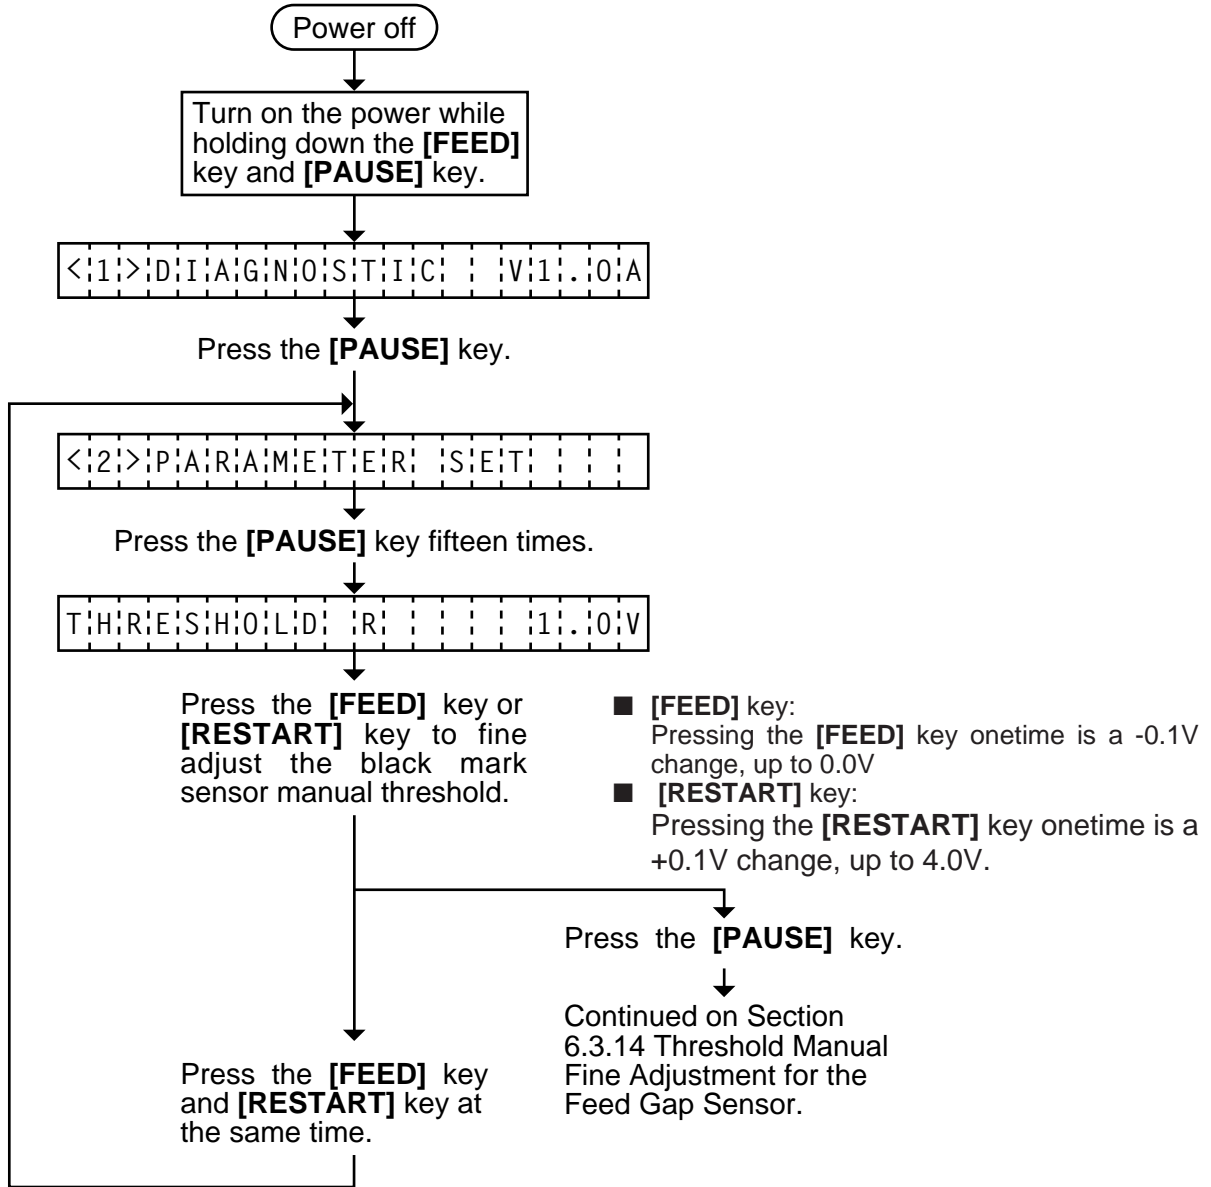 Power off
Turn on the power while
holding down the [FEED]
key and [PAUSE] key.
<1>DIAGNOSTIC  V1.0A
Press the [PAUSE] key.
<2>PARAMETER SET
Press the [PAUSE] key fifteen times.
THRESHOLD R     1.0V
Press the [FEED] key or
[RESTART] key to fine
adjust the black mark
sensor manual threshold.
■ [FEED] key:
Pressing the [FEED] key onetime is a -0.1V
change, up to 0.0V
■ [RESTART] key:
Pressing the [RESTART] key onetime is a
+0.1V change, up to 4.0V.
Press the [PAUSE] key.
Continued on Section
6.3.14 Threshold Manual
Fine Adjustment for the
Feed Gap Sensor.
Press the [FEED] key
and [RESTART] key at
the same time.